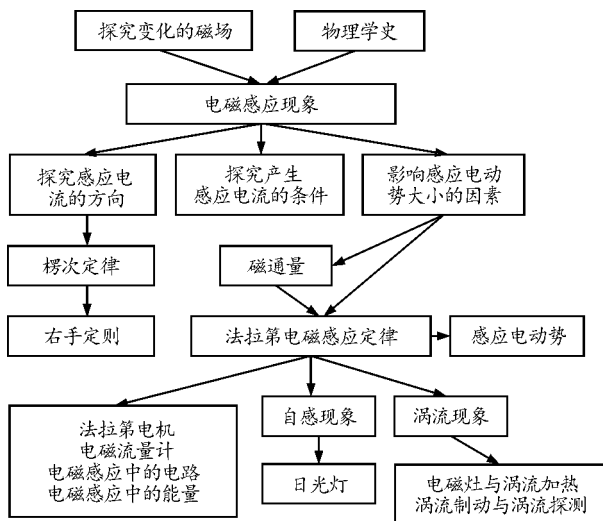 探究变化的磁场
物理学史
电磁感应现象
探究感应电
流的方向
探究产生
感应电流的条件
影响感应电动
势大小的因素
楞次定律
磁通量
右手定则
法拉第电磁感应定律
感应电动势
法拉第电机
电磁流量计
电磁感应中的电路
电磁感应中的能量
自感现象
涡流现象
日光灯
电磁灶与涡流加热
涡流制动与涡流探测